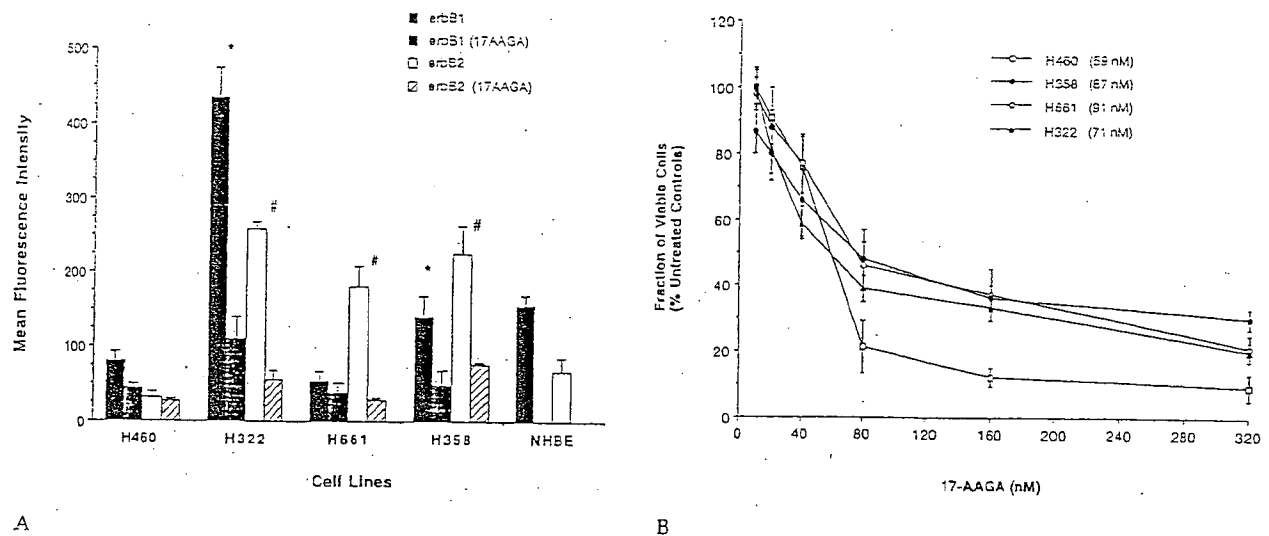 erbB1
erbB1 (17AAGA)
erbB2
erbB2 (17AAGA)
Mean Fluorescence Intensity
500
400
300
200
100
0
*
#
#
*
#
H460
H322
H661
H358
NHBE
Cell Lines
A
Fraction of Viable Cells
(% Untreated Controls)
120
100
80
60
40
20
0
H460 (59 nM)
H358 (67 nM)
H661 (91 nM)
H322 (71 nM)
0
40
80
120
160
200
240
280
320
17-AAGA (nM)
B